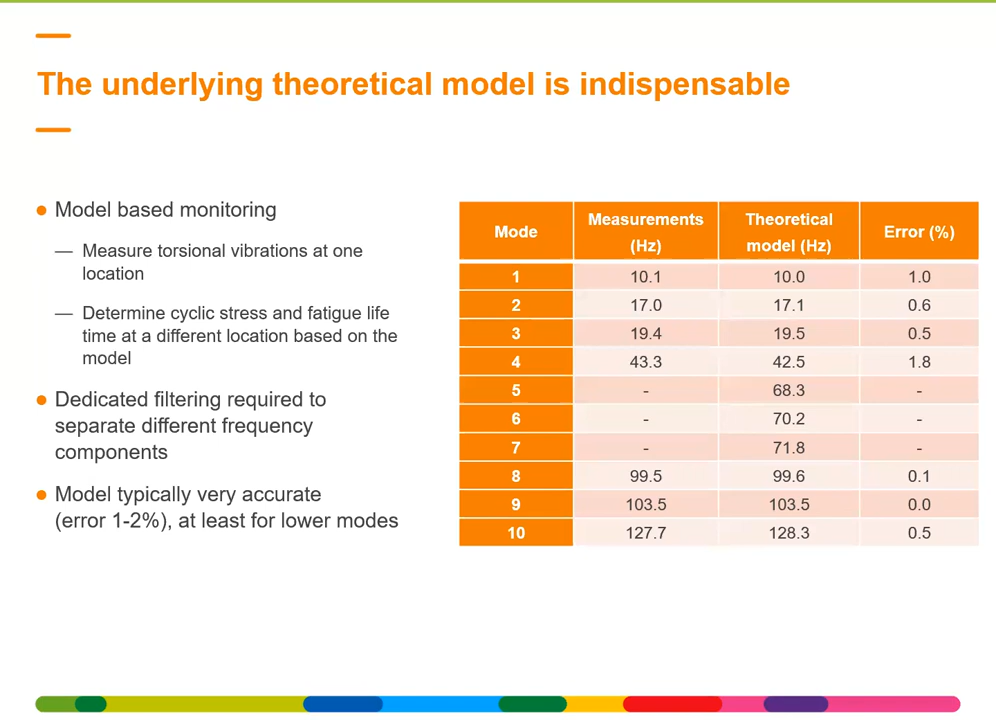 The underlying theoretical model is indispensable
● Model based monitoring
— Measure torsional vibrations at one
location
— Determine cyclic stress and fatigue life
time at a different location based on the
model
● Dedicated filtering required to
separate different frequency
components
● Model typically very accurate
(error 1-2%), at least for lower modes
Mode Measurements (Hz) Theoretical model (Hz) Error (%)
1 10.1 10.0 1.0
2 17.0 17.1 0.6
3 19.4 19.5 0.5
4 43.3 42.5 1.8
5 - 68.3 -
6 - 70.2 -
7 - 71.8 -
8 99.5 99.6 0.1
9 103.5 103.5 0.0
10 127.7 128.3 0.5